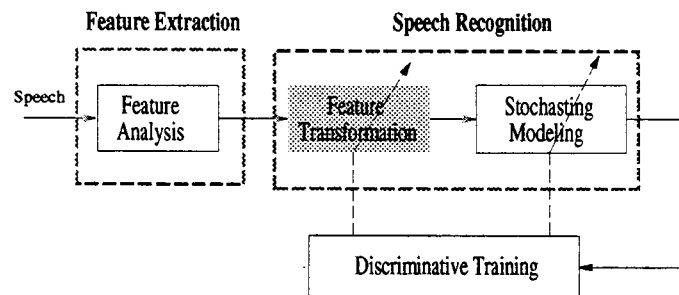 Feature Extraction
Speech Recognition
Speech
Feature
Analysis
Feature
Transformation
Stochasting
Modeling
Discriminative Training